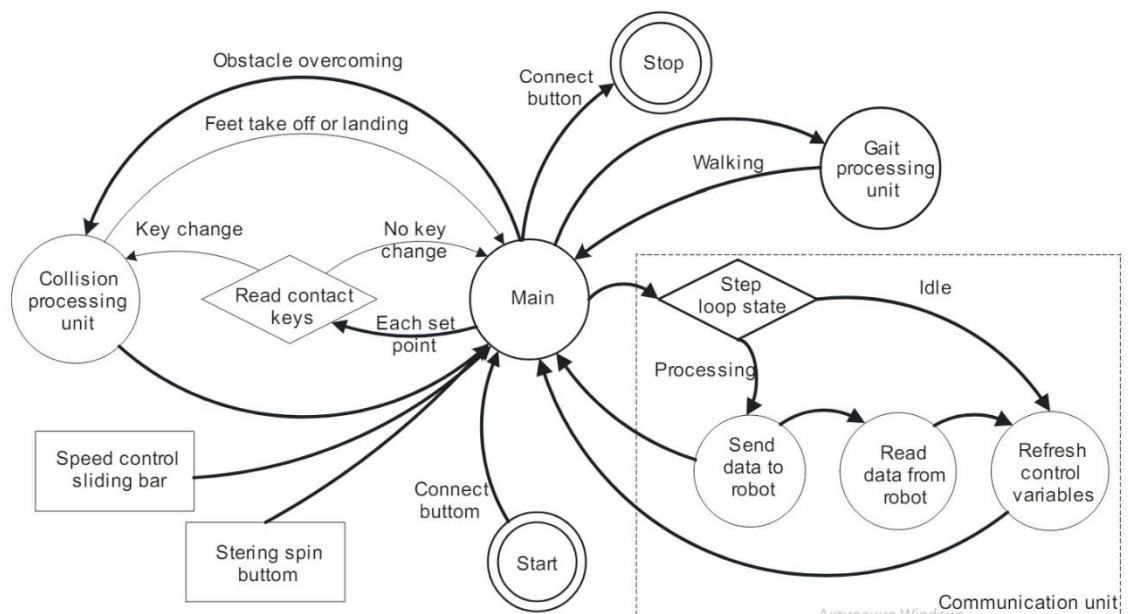 Obstacle overcoming
Feet take off or landing
Key change
No key
change
Collision
processing
unit
Read contact
keys
Each set
point
Main
Connect
button
Stop
Walking
Gait
processing
unit
Step
loop state
Idle
Processing
Send
data to
robot
Read
data from
robot
Refresh
control
variables
Speed control
sliding bar
Stering spin
buttom
Connect
buttom
Start
Communication unit
Активация Windows